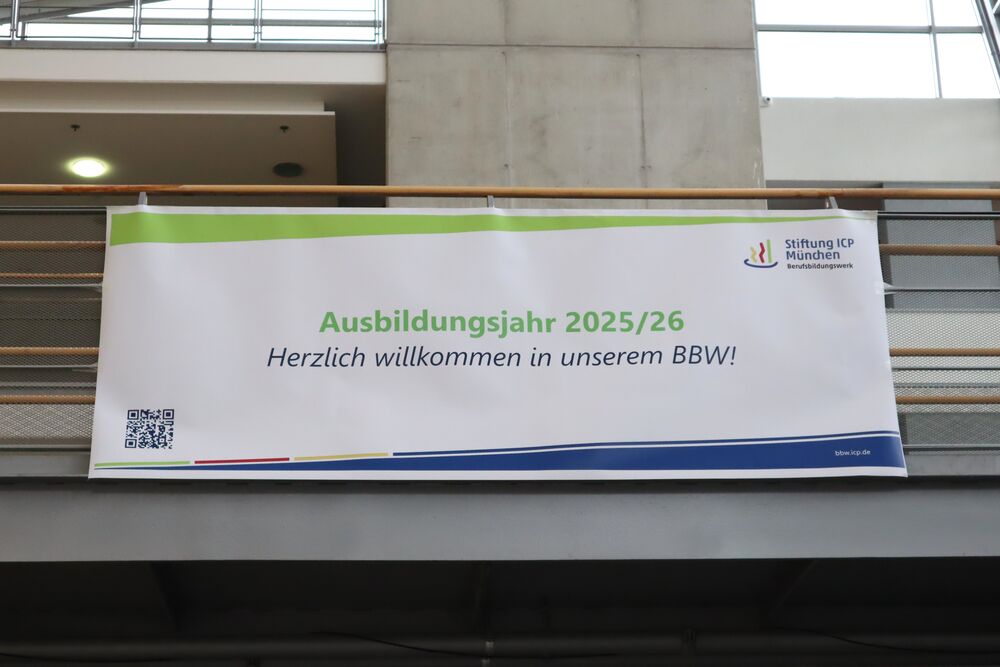 Stiftung ICP
München
Berufsbildungswerk
Ausbildungsjahr 2025/26
Herzlich willkommen in unserem BBW!
bbw.icp.de